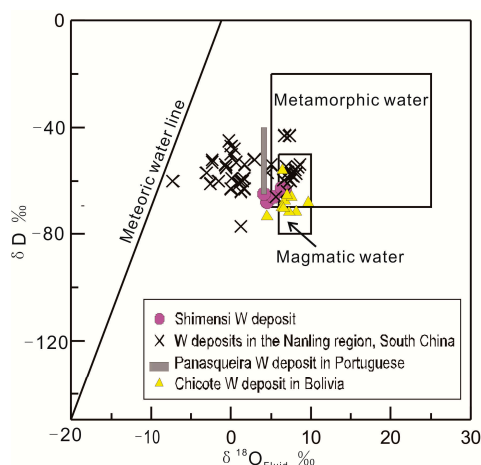 0
−40
−80
−120
δ D ‰
Meteoric water line
Metamorphic water
Magmatic water
Shimensi W deposit
W deposits in the Nanling region, South China
Panasqueira W deposit in Portuguese
Chicote W deposit in Bolivia
−20 −10 0 10 20 30
δ ¹⁸O Fluid ‰